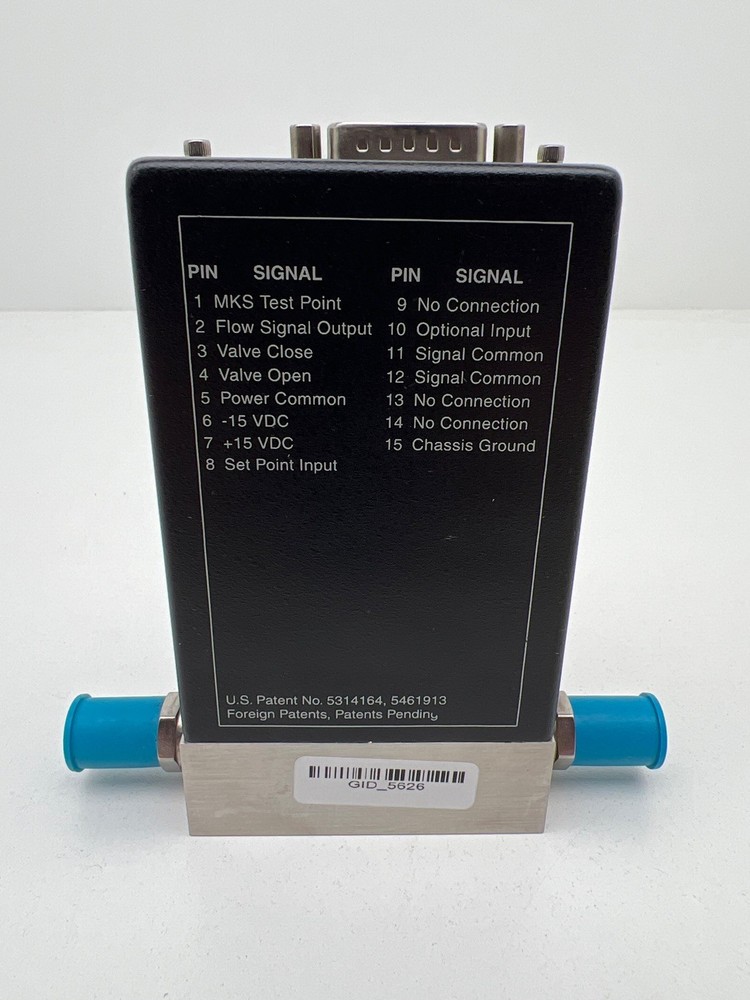 PIN SIGNAL
1 MKS Test Point
2 Flow Signal Output
3 Valve Close
4 Valve Open
5 Power Common
6 -15 VDC
7 +15 VDC
8 Set Point Input
PIN SIGNAL
9 No Connection
10 Optional Input
11 Signal Common
12 Signal Common
13 No Connection
14 No Connection
15 Chassis Ground
U.S. Patent No. 5314164, 5461913
Foreign Patents, Patents Pending
GID_5626